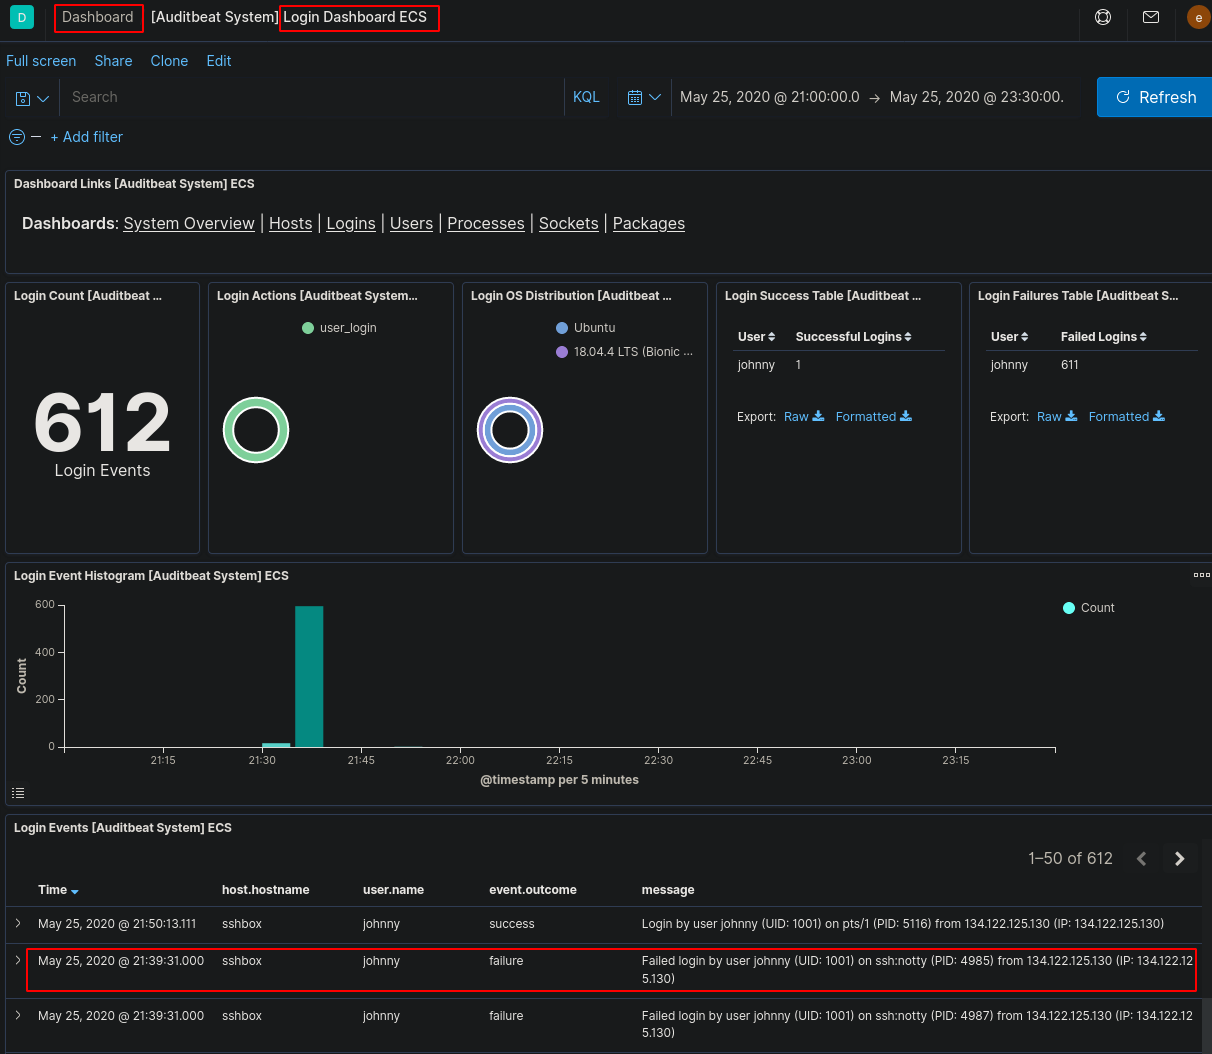 D Dashboard [Auditbeat System] Login Dashboard ECS e
Full screen Share Clone Edit
Search KQL May 25, 2020 @ 21:00:00.0 → May 25, 2020 @ 23:30:00. Refresh
+ Add filter
Dashboard Links [Auditbeat System] ECS
Dashboards: System Overview | Hosts | Logins | Users | Processes | Sockets | Packages
Login Count [Auditbeat ...
612
Login Events
Login Actions [Auditbeat System...
user_login
Login OS Distribution [Auditbeat ...
Ubuntu
18.04.4 LTS (Bionic ...
Login Success Table [Auditbeat ...
User Successful Logins
johnny 1
Export: Raw Formatted
Login Failures Table [Auditbeat S...
User Failed Logins
johnny 611
Export: Raw Formatted
Login Event Histogram [Auditbeat System] ECS
Count
600
400
200
0
Count
21:15 21:30 21:45 22:00 22:15 22:30 22:45 23:00 23:15
@timestamp per 5 minutes
Login Events [Auditbeat System] ECS
1–50 of 612
Time host.hostname user.name event.outcome message
May 25, 2020 @ 21:50:13.111 sshbox johnny success Login by user johnny (UID: 1001) on pts/1 (PID: 5116) from 134.122.125.130 (IP: 134.122.125.130)
May 25, 2020 @ 21:39:31.000 sshbox johnny failure Failed login by user johnny (UID: 1001) on ssh:notty (PID: 4985) from 134.122.125.130 (IP: 134.122.12
5.130)
May 25, 2020 @ 21:39:31.000 sshbox johnny failure Failed login by user johnny (UID: 1001) on ssh:notty (PID: 4987) from 134.122.125.130 (IP: 134.122.12
5.130)